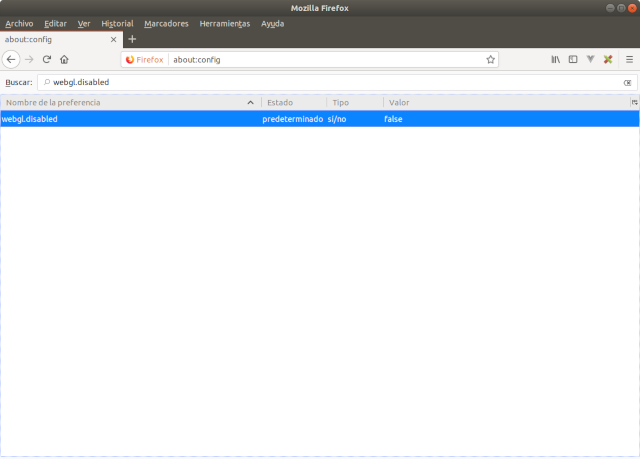 Mozilla Firefox
Archivo Editar Ver Historial Marcadores Herramientas Ayuda
about:config
Firefox about:config
Buscar: webgl.disabled
Nombre de la preferencia Estado Tipo Valor
webgl.disabled predeterminado sí/no false